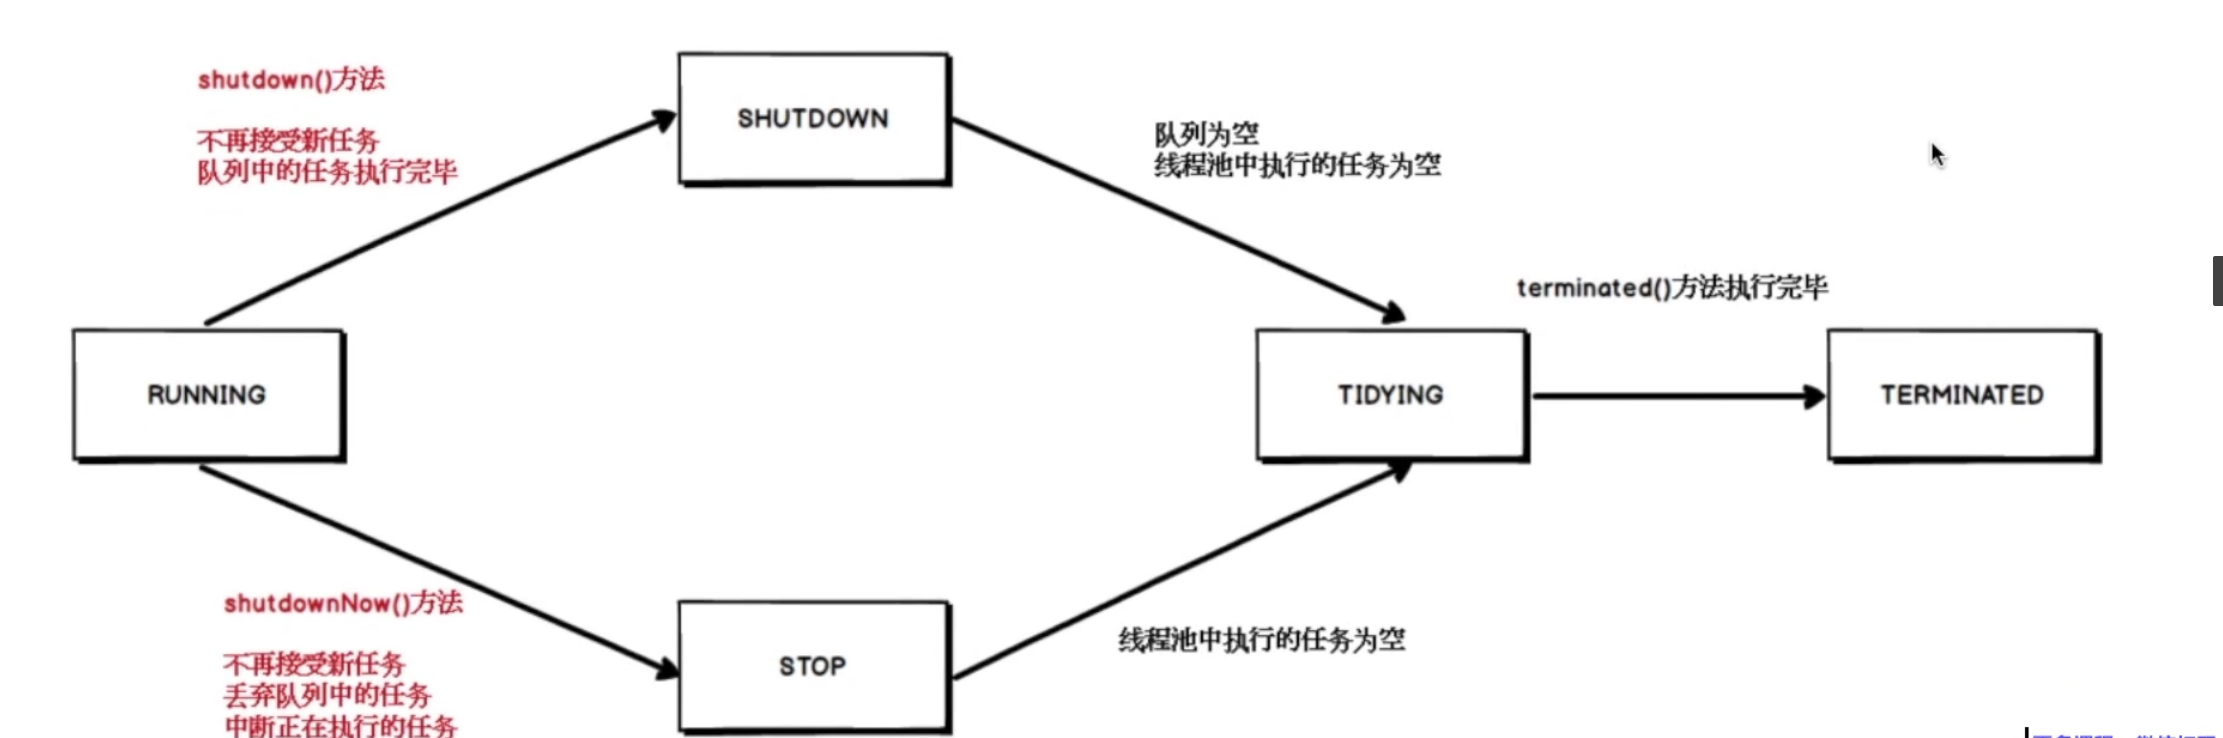 shutdown()方法
不再接受新任务
队列中的任务执行完毕
SHUTDOWN
队列为空
线程池中执行的任务为空
terminated()方法执行完毕
RUNNING
TIDYING
TERMINATED
shutdownNow()方法
不再接受新任务
丢弃队列中的任务
中断正在执行的任务
STOP
线程池中执行的任务为空